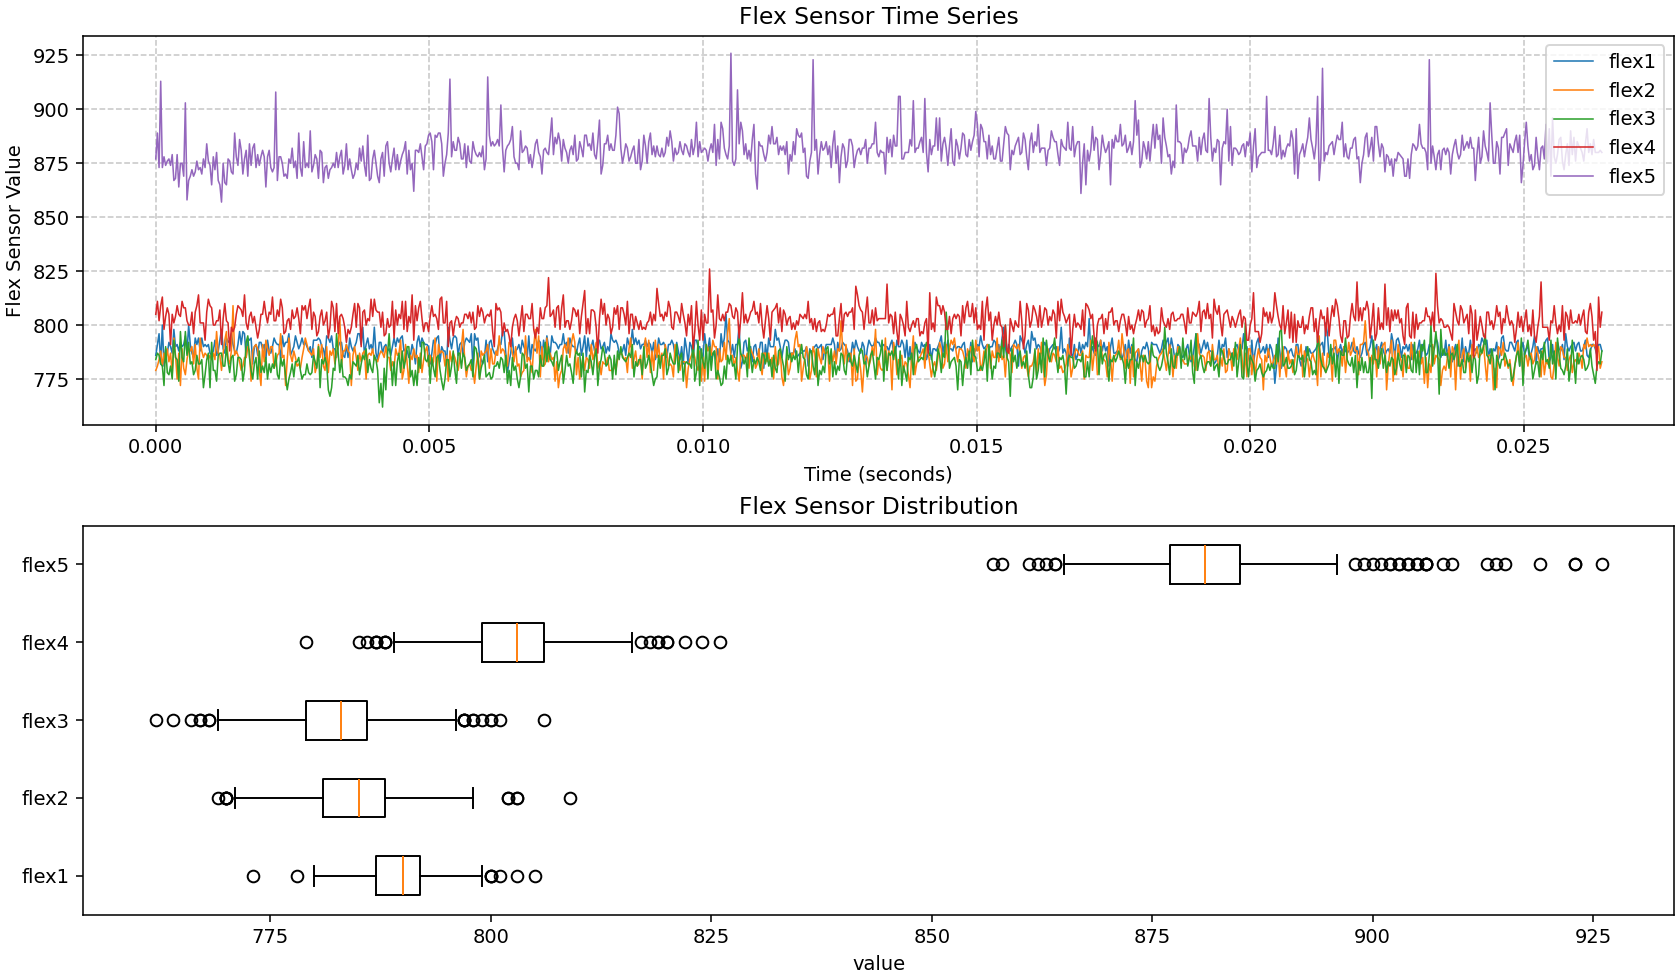 Flex Sensor Time Series
Flex Sensor Value
925
900
875
850
825
800
775
flex1
flex2
flex3
flex4
flex5
0.000 0.005 0.010 0.015 0.020 0.025
Time (seconds)
Flex Sensor Distribution
flex5
flex4
flex3
flex2
flex1
775 800 825 850 875 900 925
value